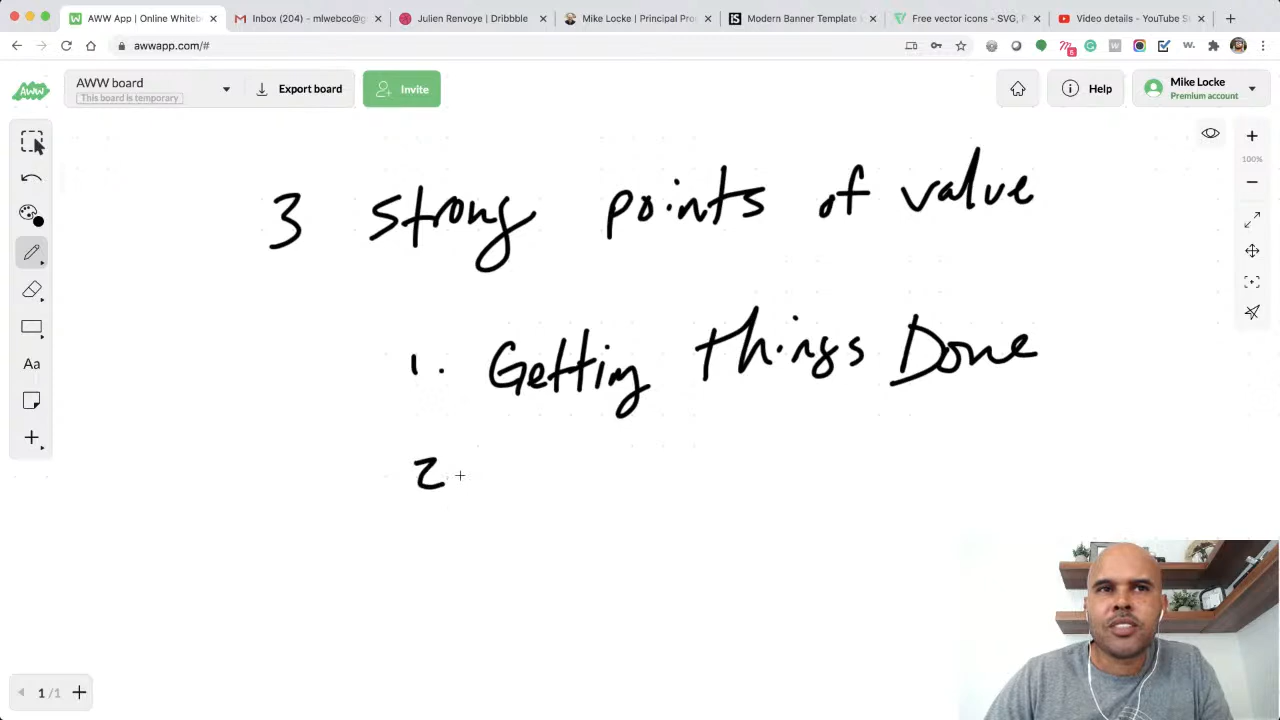 AWW App | Online Whiteb
Inbox (204) - mlwebco@g
Julien Renvoye | Dribbble
Mike Locke | Principal Pro
Modern Banner Template
Free vector icons - SVG, P
Video details - YouTube S
awwapp.com/#
AWW
AWW board
This board is temporary
Export board
Invite
Help
Mike Locke
Premium account
100%
Aa
3 strong points of value
1. Getting things Done
2
1/1